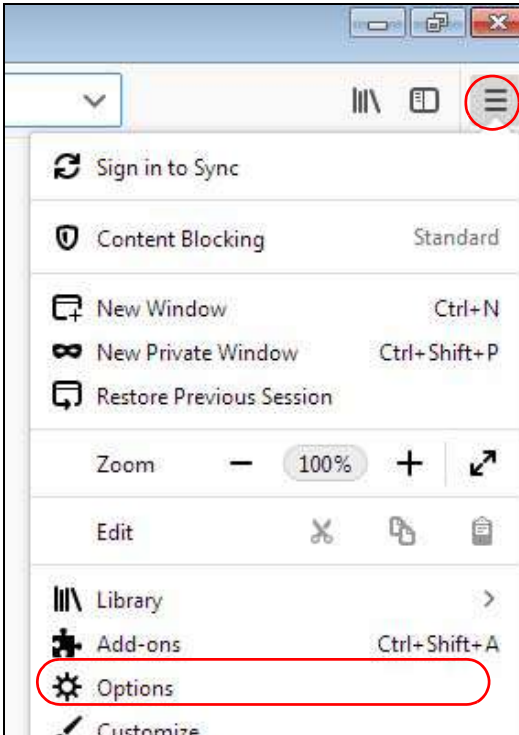 Sign in to Sync
Content Blocking Standard
New Window Ctrl+N
New Private Window Ctrl+Shift+P
Restore Previous Session
Zoom 100%
Edit
Library
Add-ons Ctrl+Shift+A
Options
Customize